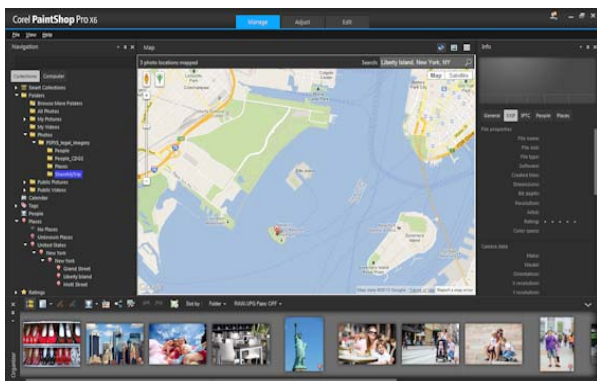 Corel PaintShop Pro X6
Manage
Adjust
Edit
File View Help
Navigation
Map
Info
3 photo locations mapped
Search: Liberty Island, New York, NY
Collections
Computer
Map
Satellite
Smart Collections
Folders
Browse More Folders
All Photos
My Pictures
My Videos
Photos
People
People_CDGS
Places
Public Pictures
Public Videos
Calendar
Tags
People
Places
No Places
Unknown Places
United States
New York
New York
Grand Street
Liberty Island
Wall Street
Ratings
General
EXIF
IPTC
People
Places
File properties
File name:
File size:
File type:
Software:
Created time:
Dimensions:
Bit depth:
Resolution:
Artist:
Rating:
Color space:
Camera data
Make:
Model:
Orientation:
X resolution:
Y resolution:
Sort by: Folder
RAW/JPG Pairs: OFF
Organizer